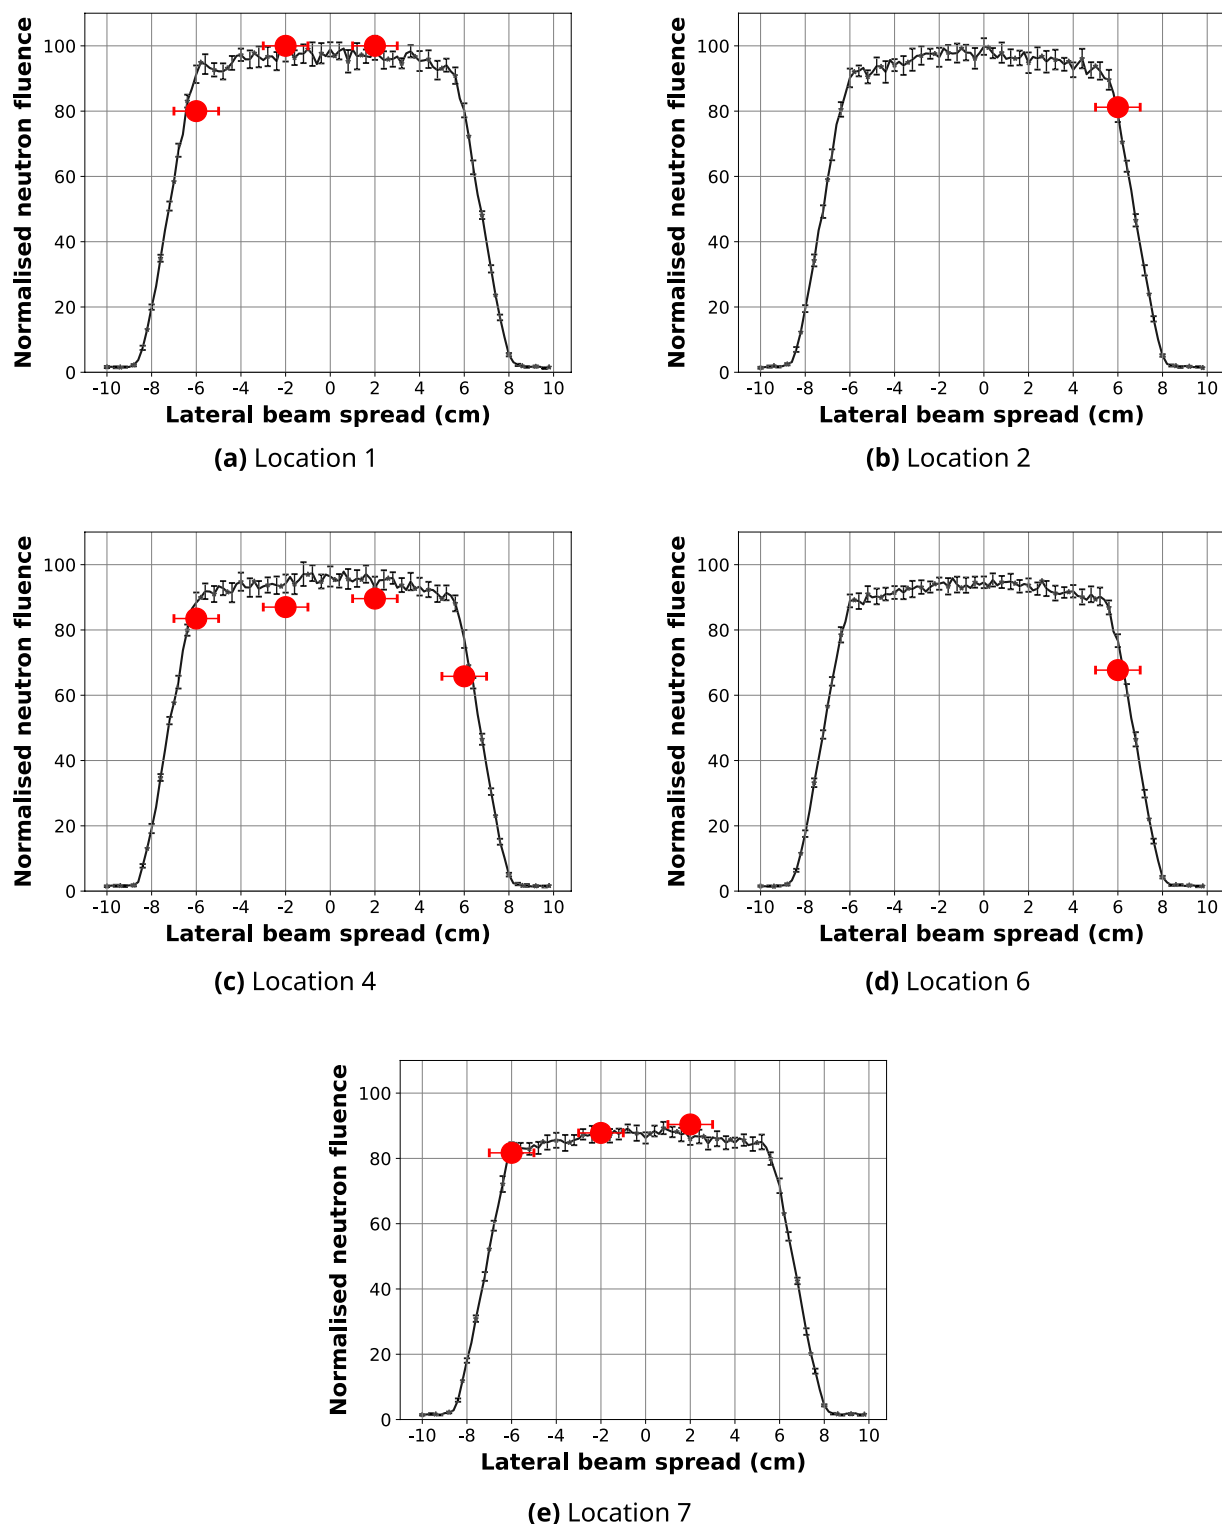 Normalised neutron fluence
100
80
60
40
20
0
-10 -8 -6 -4 -2 0 2 4 6 8 10
Lateral beam spread (cm)
(a) Location 1
Normalised neutron fluence
100
80
60
40
20
0
-10 -8 -6 -4 -2 0 2 4 6 8 10
Lateral beam spread (cm)
(b) Location 2
Normalised neutron fluence
100
80
60
40
20
0
-10 -8 -6 -4 -2 0 2 4 6 8 10
Lateral beam spread (cm)
(c) Location 4
Normalised neutron fluence
100
80
60
40
20
0
-10 -8 -6 -4 -2 0 2 4 6 8 10
Lateral beam spread (cm)
(d) Location 6
Normalised neutron fluence
100
80
60
40
20
0
-10 -8 -6 -4 -2 0 2 4 6 8 10
Lateral beam spread (cm)
(e) Location 7